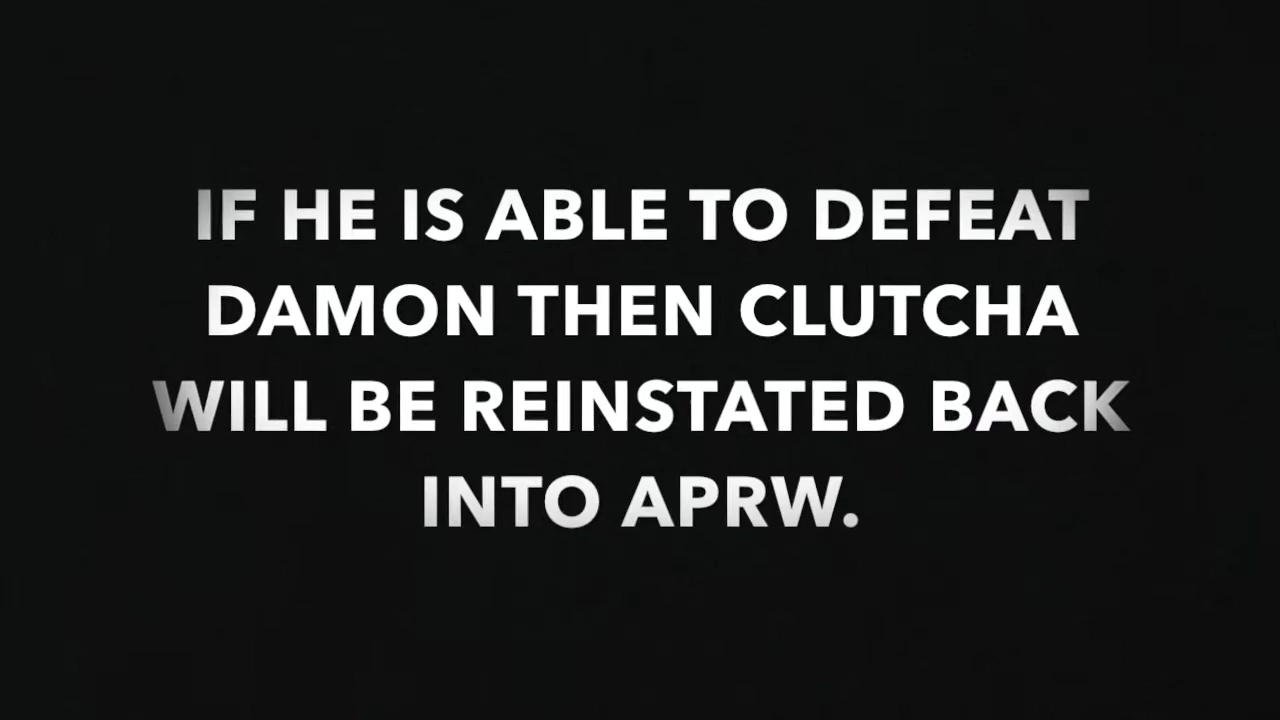 IF HE IS ABLE TO DEFEAT
DAMON THEN CLUTCHA
WILL BE REINSTATED BACK
INTO APRW.